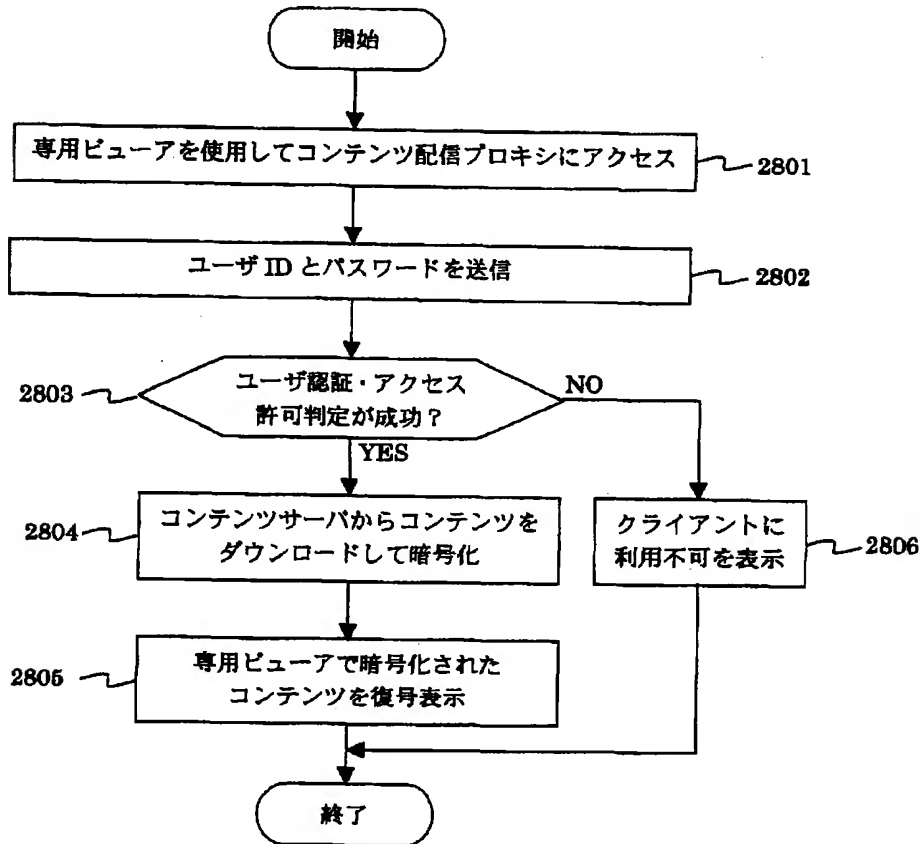 開始
専用ビューアを使用してコンテンツ配信プロキシにアクセス
2801
ユーザ ID とパスワードを送信
2802
2803
ユーザ認証・アクセス
許可判定が成功?
NO
YES
2804
コンテンツサーバからコンテンツを
ダウンロードして暗号化
クライアントに
利用不可を表示
2806
2805
専用ビューアで暗号化された
コンテンツを復号表示
終了